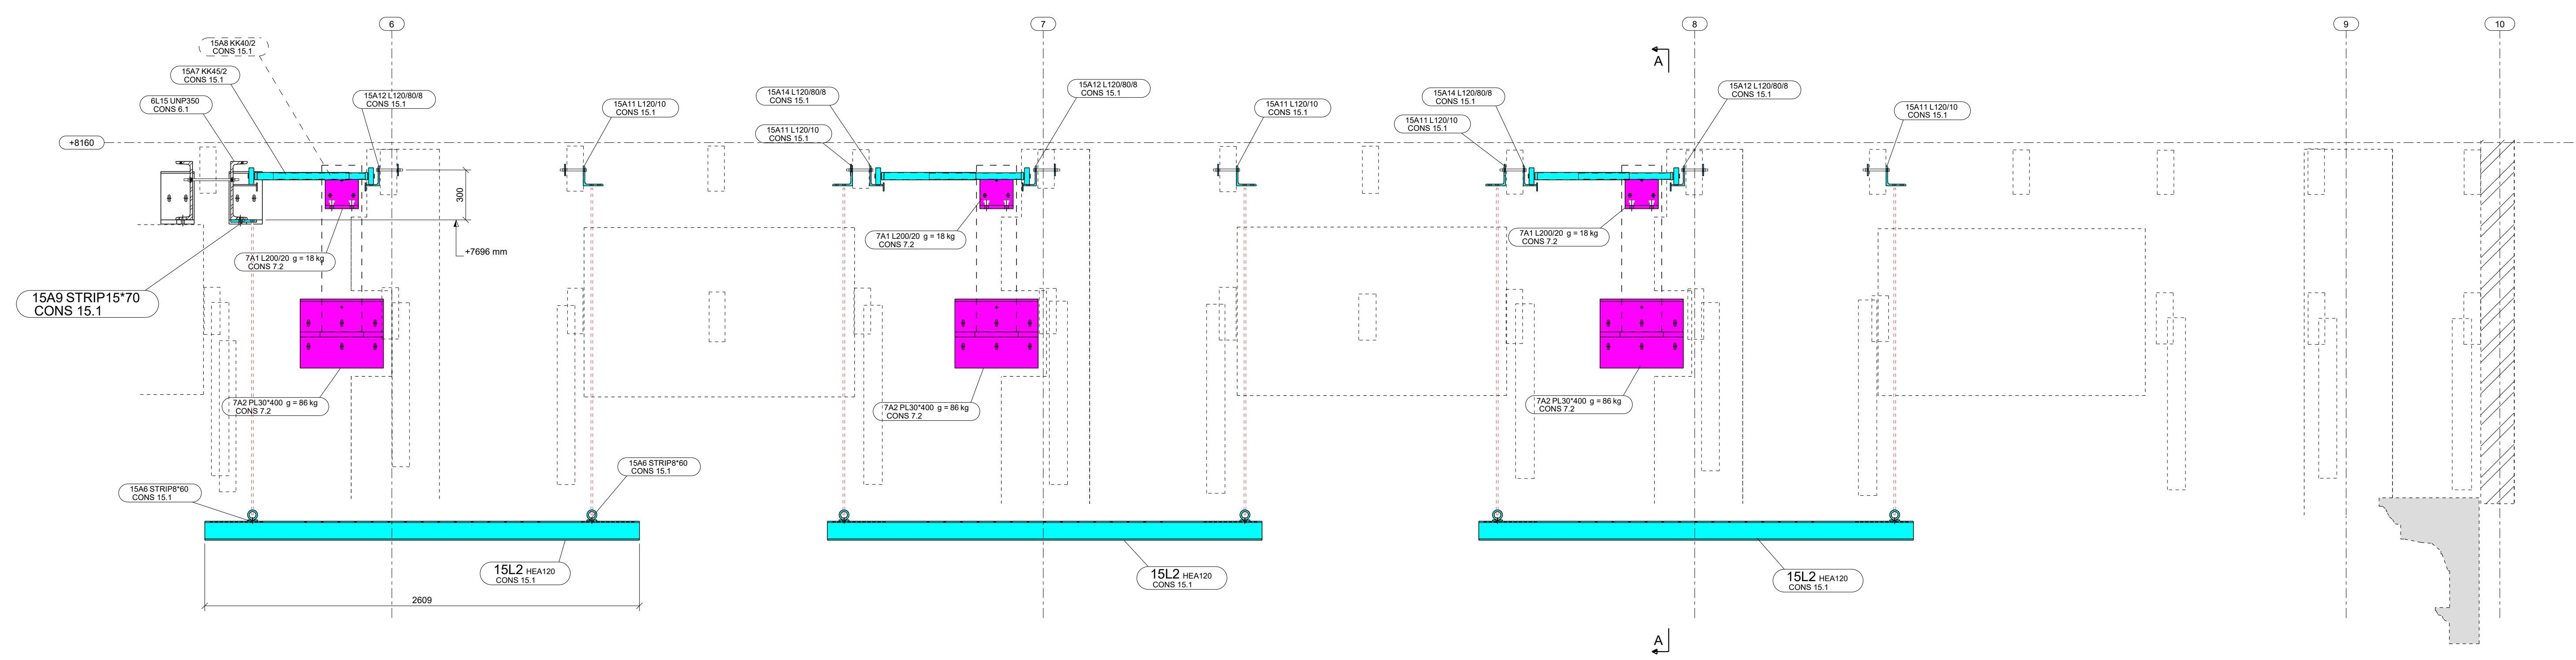 6
7
8
9
10
A
15A8 KK40/2
CONS 15.1
15A7 KK45/2
CONS 15.1
6L15 UNP350
CONS 6.1
15A12 L120/80/8
CONS 15.1
15A11 L120/10
CONS 15.1
15A14 L120/80/8
CONS 15.1
15A11 L120/10
CONS 15.1
15A12 L120/80/8
CONS 15.1
15A11 L120/10
CONS 15.1
15A14 L120/80/8
CONS 15.1
15A11 L120/10
CONS 15.1
15A12 L120/80/8
CONS 15.1
15A11 L120/10
CONS 15.1
+8160
300
+7696 mm
7A1 L200/20 g = 18 kg
CONS 7.2
7A1 L200/20 g = 18 kg
CONS 7.2
7A1 L200/20 g = 18 kg
CONS 7.2
15A9 STRIP15*70
CONS 15.1
7A2 PL30*400 g = 86 kg
CONS 7.2
7A2 PL30*400 g = 86 kg
CONS 7.2
7A2 PL30*400 g = 86 kg
CONS 7.2
15A6 STRIP8*60
CONS 15.1
15A6 STRIP8*60
CONS 15.1
15L2 HEA120
CONS 15.1
15L2 HEA120
CONS 15.1
15L2 HEA120
CONS 15.1
2609
A